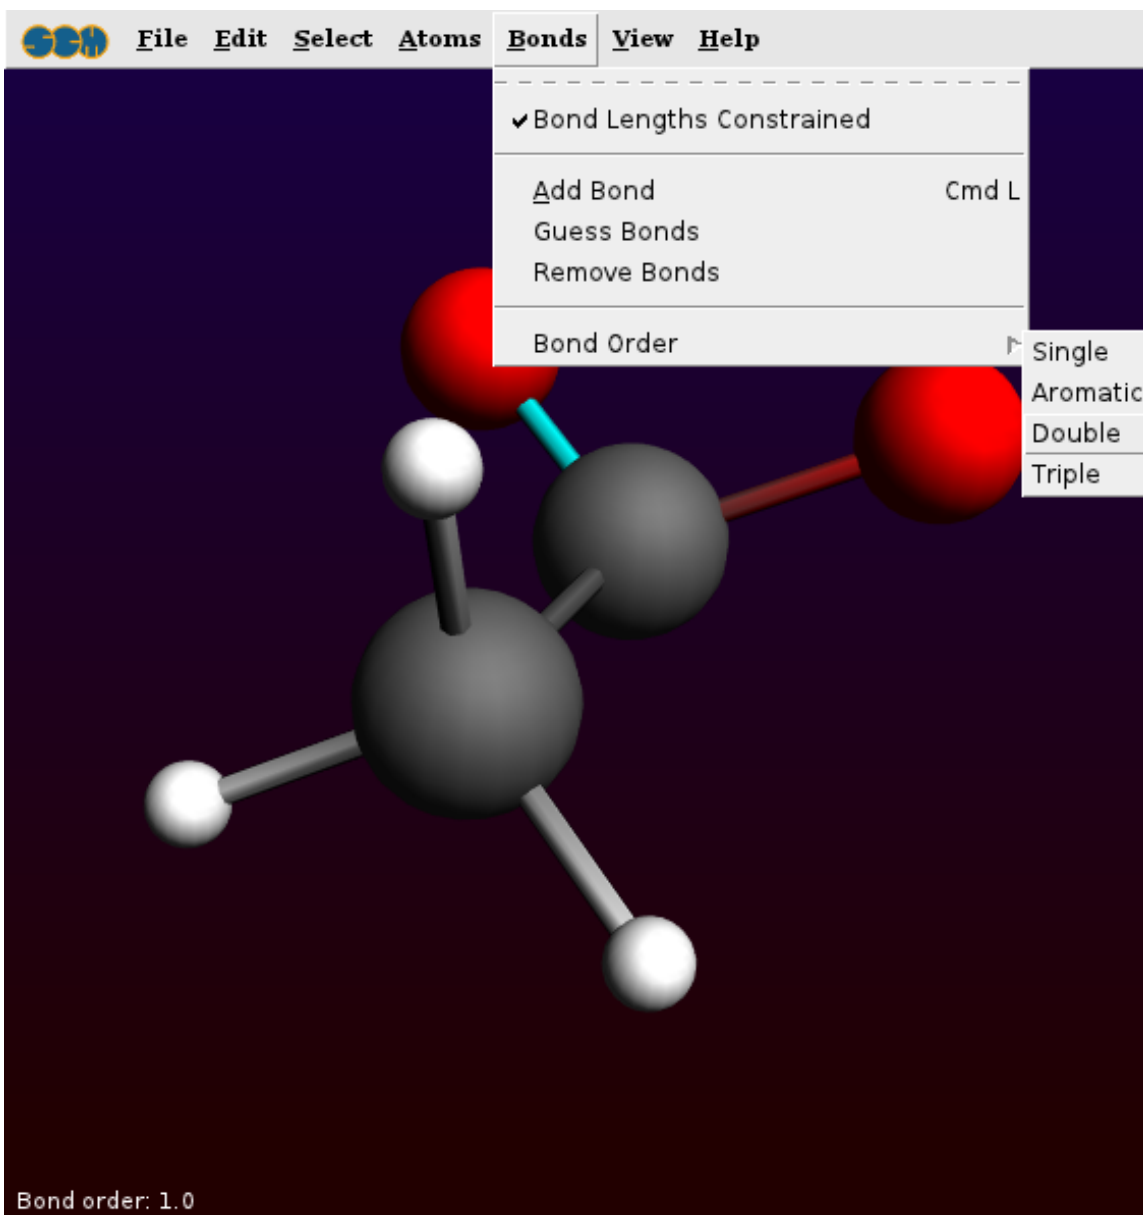 SCM File Edit Select Atoms Bonds View Help
Bond Lengths Constrained
Add Bond Cmd L
Guess Bonds
Remove Bonds
Bond Order
Single
Aromatic
Double
Triple
Bond order: 1.0